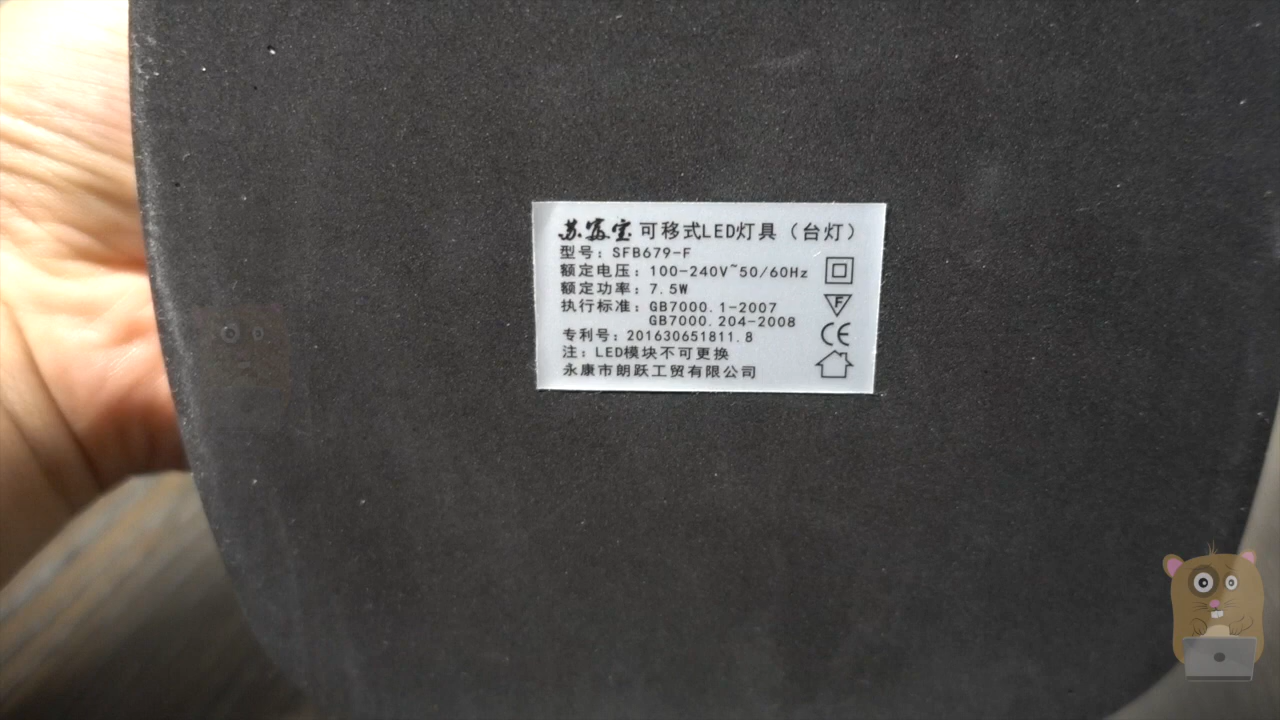 苏富宝 可移式LED灯具（台灯）
型号：SFB679-F
额定电压：100-240V~50/60Hz
额定功率：7.5W
执行标准：GB7000.1-2007
GB7000.204-2008
专利号：201630651811.8
注：LED模块不可更换
永康市朗跃工贸有限公司
F
CE